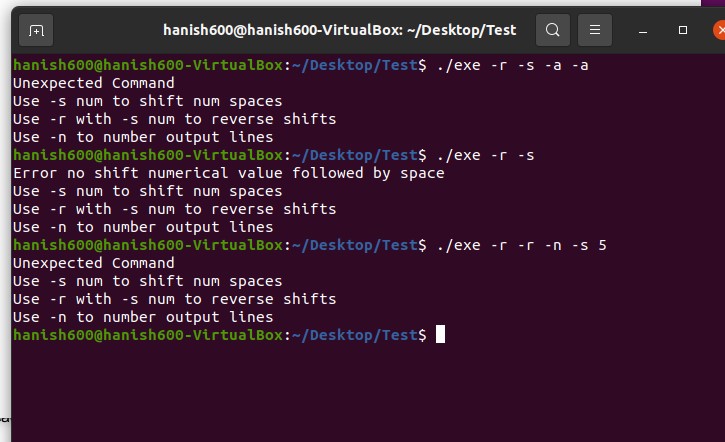 hanish600@hanish600-VirtualBox: ~/Desktop/Test
hanish600@hanish600-VirtualBox:~/Desktop/Test$ ./exe -r -s -a -a
Unexpected Command
Use -s num to shift num spaces
Use -r with -s num to reverse shifts
Use -n to number output lines
hanish600@hanish600-VirtualBox:~/Desktop/Test$ ./exe -r -s
Error no shift numerical value followed by space
Use -s num to shift num spaces
Use -r with -s num to reverse shifts
Use -n to number output lines
hanish600@hanish600-VirtualBox:~/Desktop/Test$ ./exe -r -r -n -s 5
Unexpected Command
Use -s num to shift num spaces
Use -r with -s num to reverse shifts
Use -n to number output lines
hanish600@hanish600-VirtualBox:~/Desktop/Test$